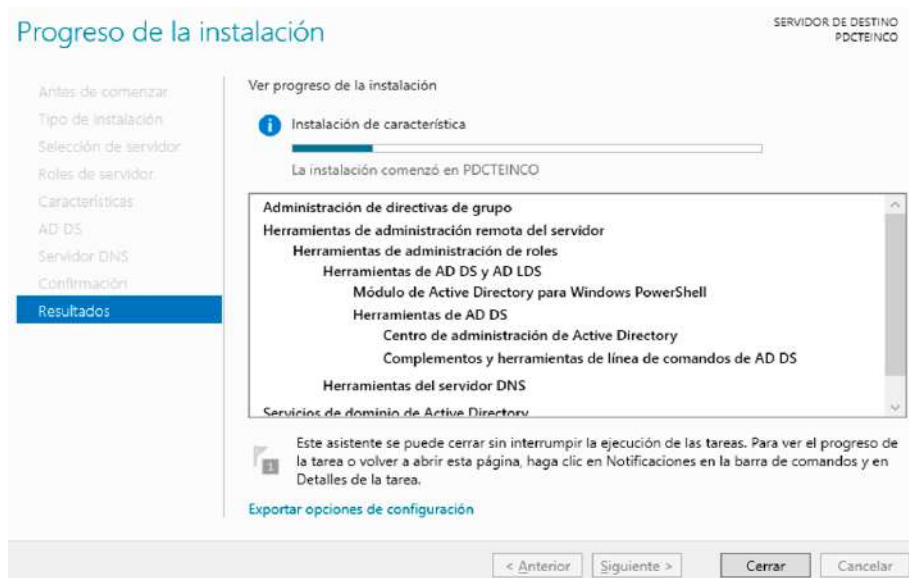 Progreso de la instalación
SERVIDOR DE DESTINO
PDCTEINCO
Antes de comenzar
Tipo de instalación
Selección de servidor
Roles de servidor
Características
AD DS
Servidor DNS
Confirmación
Resultados
Ver progreso de la instalación
Instalación de característica
La instalación comenzó en PDCTEINCO
Administración de directivas de grupo
Herramientas de administración remota del servidor
Herramientas de administración de roles
Herramientas de AD DS y AD LDS
Módulo de Active Directory para Windows PowerShell
Herramientas de AD DS
Centro de administración de Active Directory
Complementos y herramientas de línea de comandos de AD DS
Herramientas del servidor DNS
Servicios de dominio de Active Directory
1
Este asistente se puede cerrar sin interrumpir la ejecución de las tareas. Para ver el progreso de
la tarea o volver a abrir esta página, haga clic en Notificaciones en la barra de comandos y en
Detalles de la tarea.
Exportar opciones de configuración
< Anterior
Siguiente >
Cerrar
Cancelar